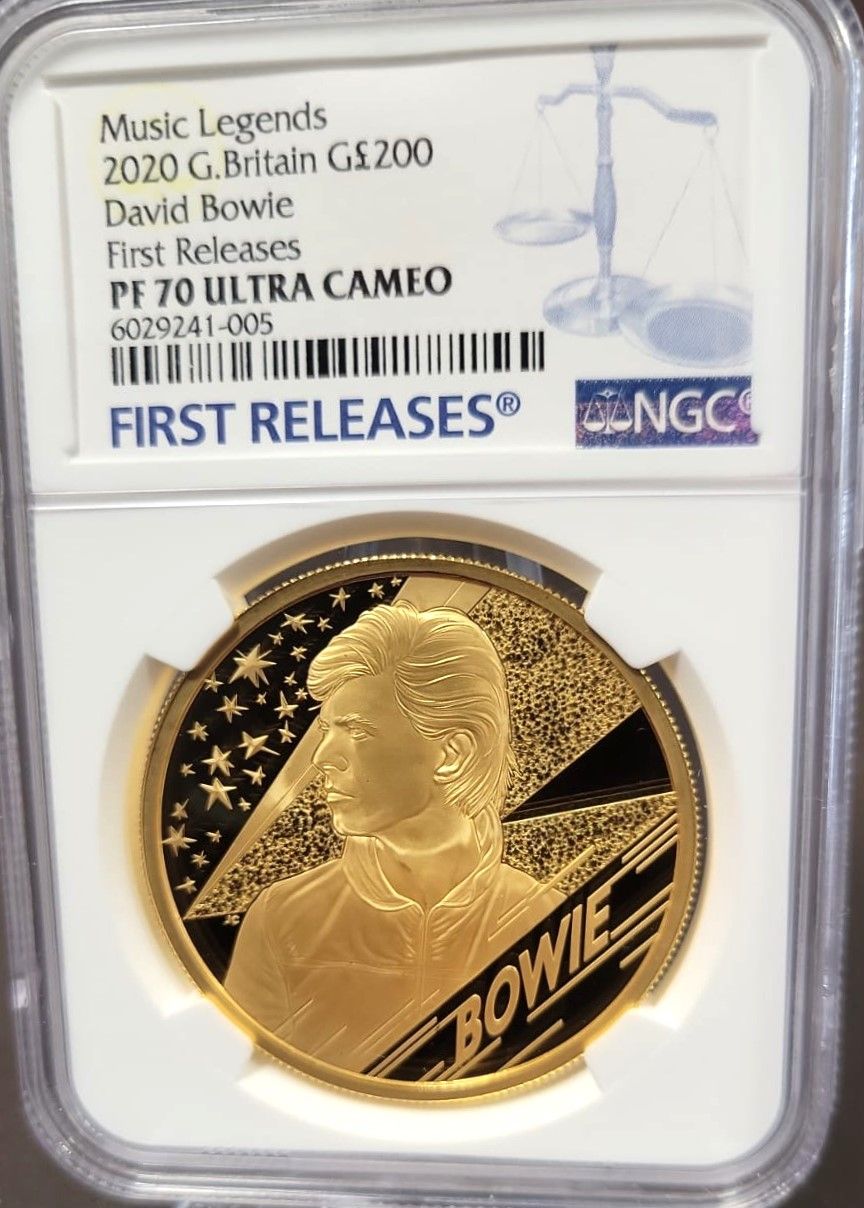 Music Legends
2020 G.Britain G£200
David Bowie
First Releases
PF 70 ULTRA CAMEO
6029241-005
FIRST RELEASES®
NGC®
BOWIE